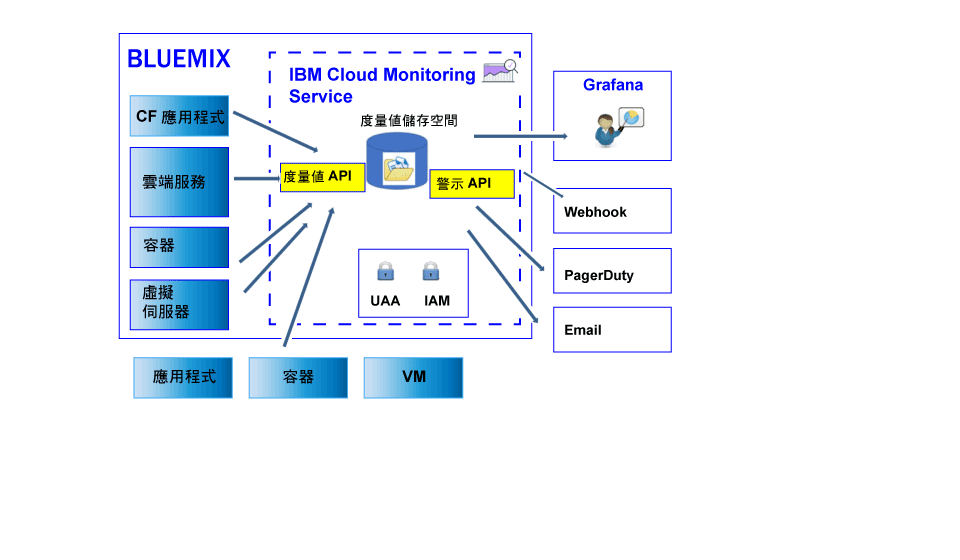 BLUEMIX
IBM Cloud Monitoring
Service
度量值儲存空間
CF 應用程式
雲端服務
容器
虛擬
伺服器
度量值 API
警示 API
UAA
IAM
Grafana
Webhook
PagerDuty
Email
應用程式
容器
VM